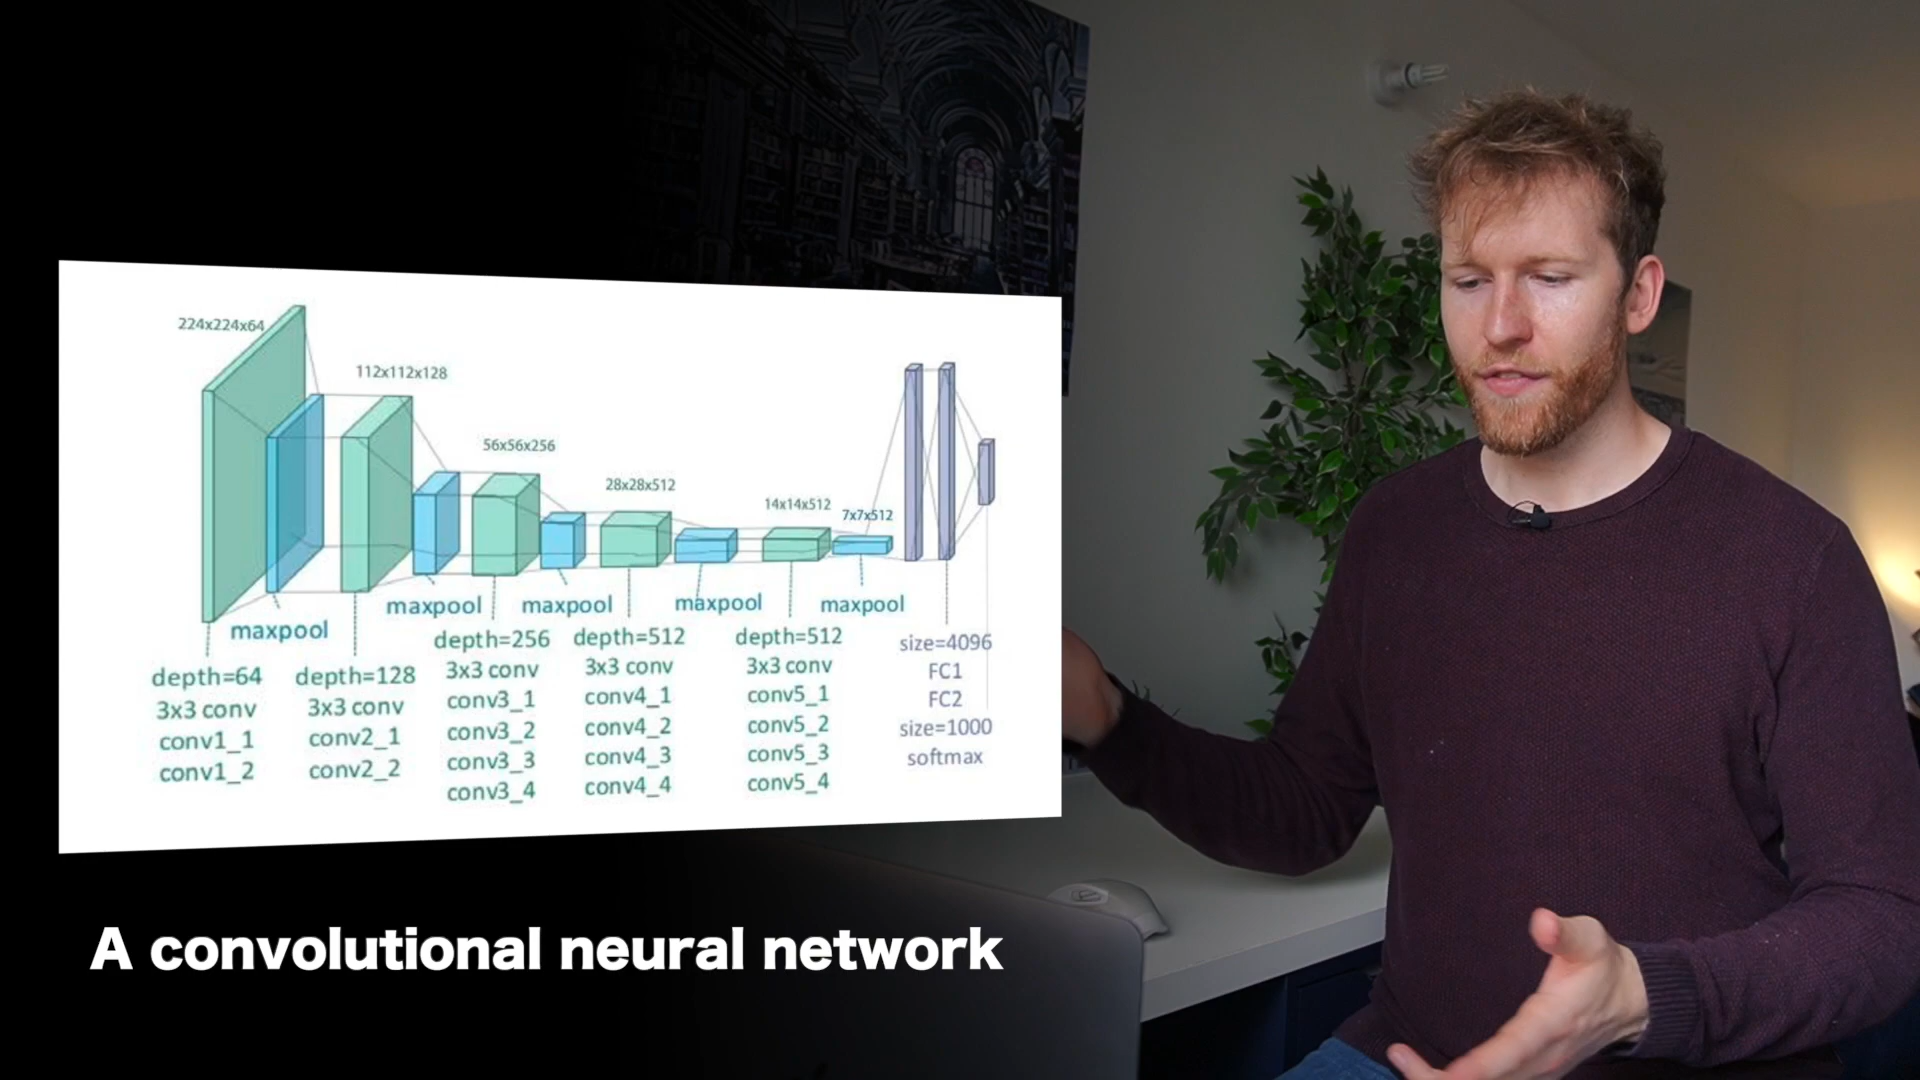 224x224x64
112x112x128
56x56x256
28x28x512
14x14x512
7x7x512
maxpool
maxpool
maxpool
maxpool
maxpool
depth=64
3x3 conv
conv1_1
conv1_2
depth=128
3x3 conv
conv2_1
conv2_2
depth=256
3x3 conv
conv3_1
conv3_2
conv3_3
conv3_4
depth=512
3x3 conv
conv4_1
conv4_2
conv4_3
conv4_4
depth=512
3x3 conv
conv5_1
conv5_2
conv5_3
conv5_4
size=4096
FC1
FC2
size=1000
softmax
A convolutional neural network